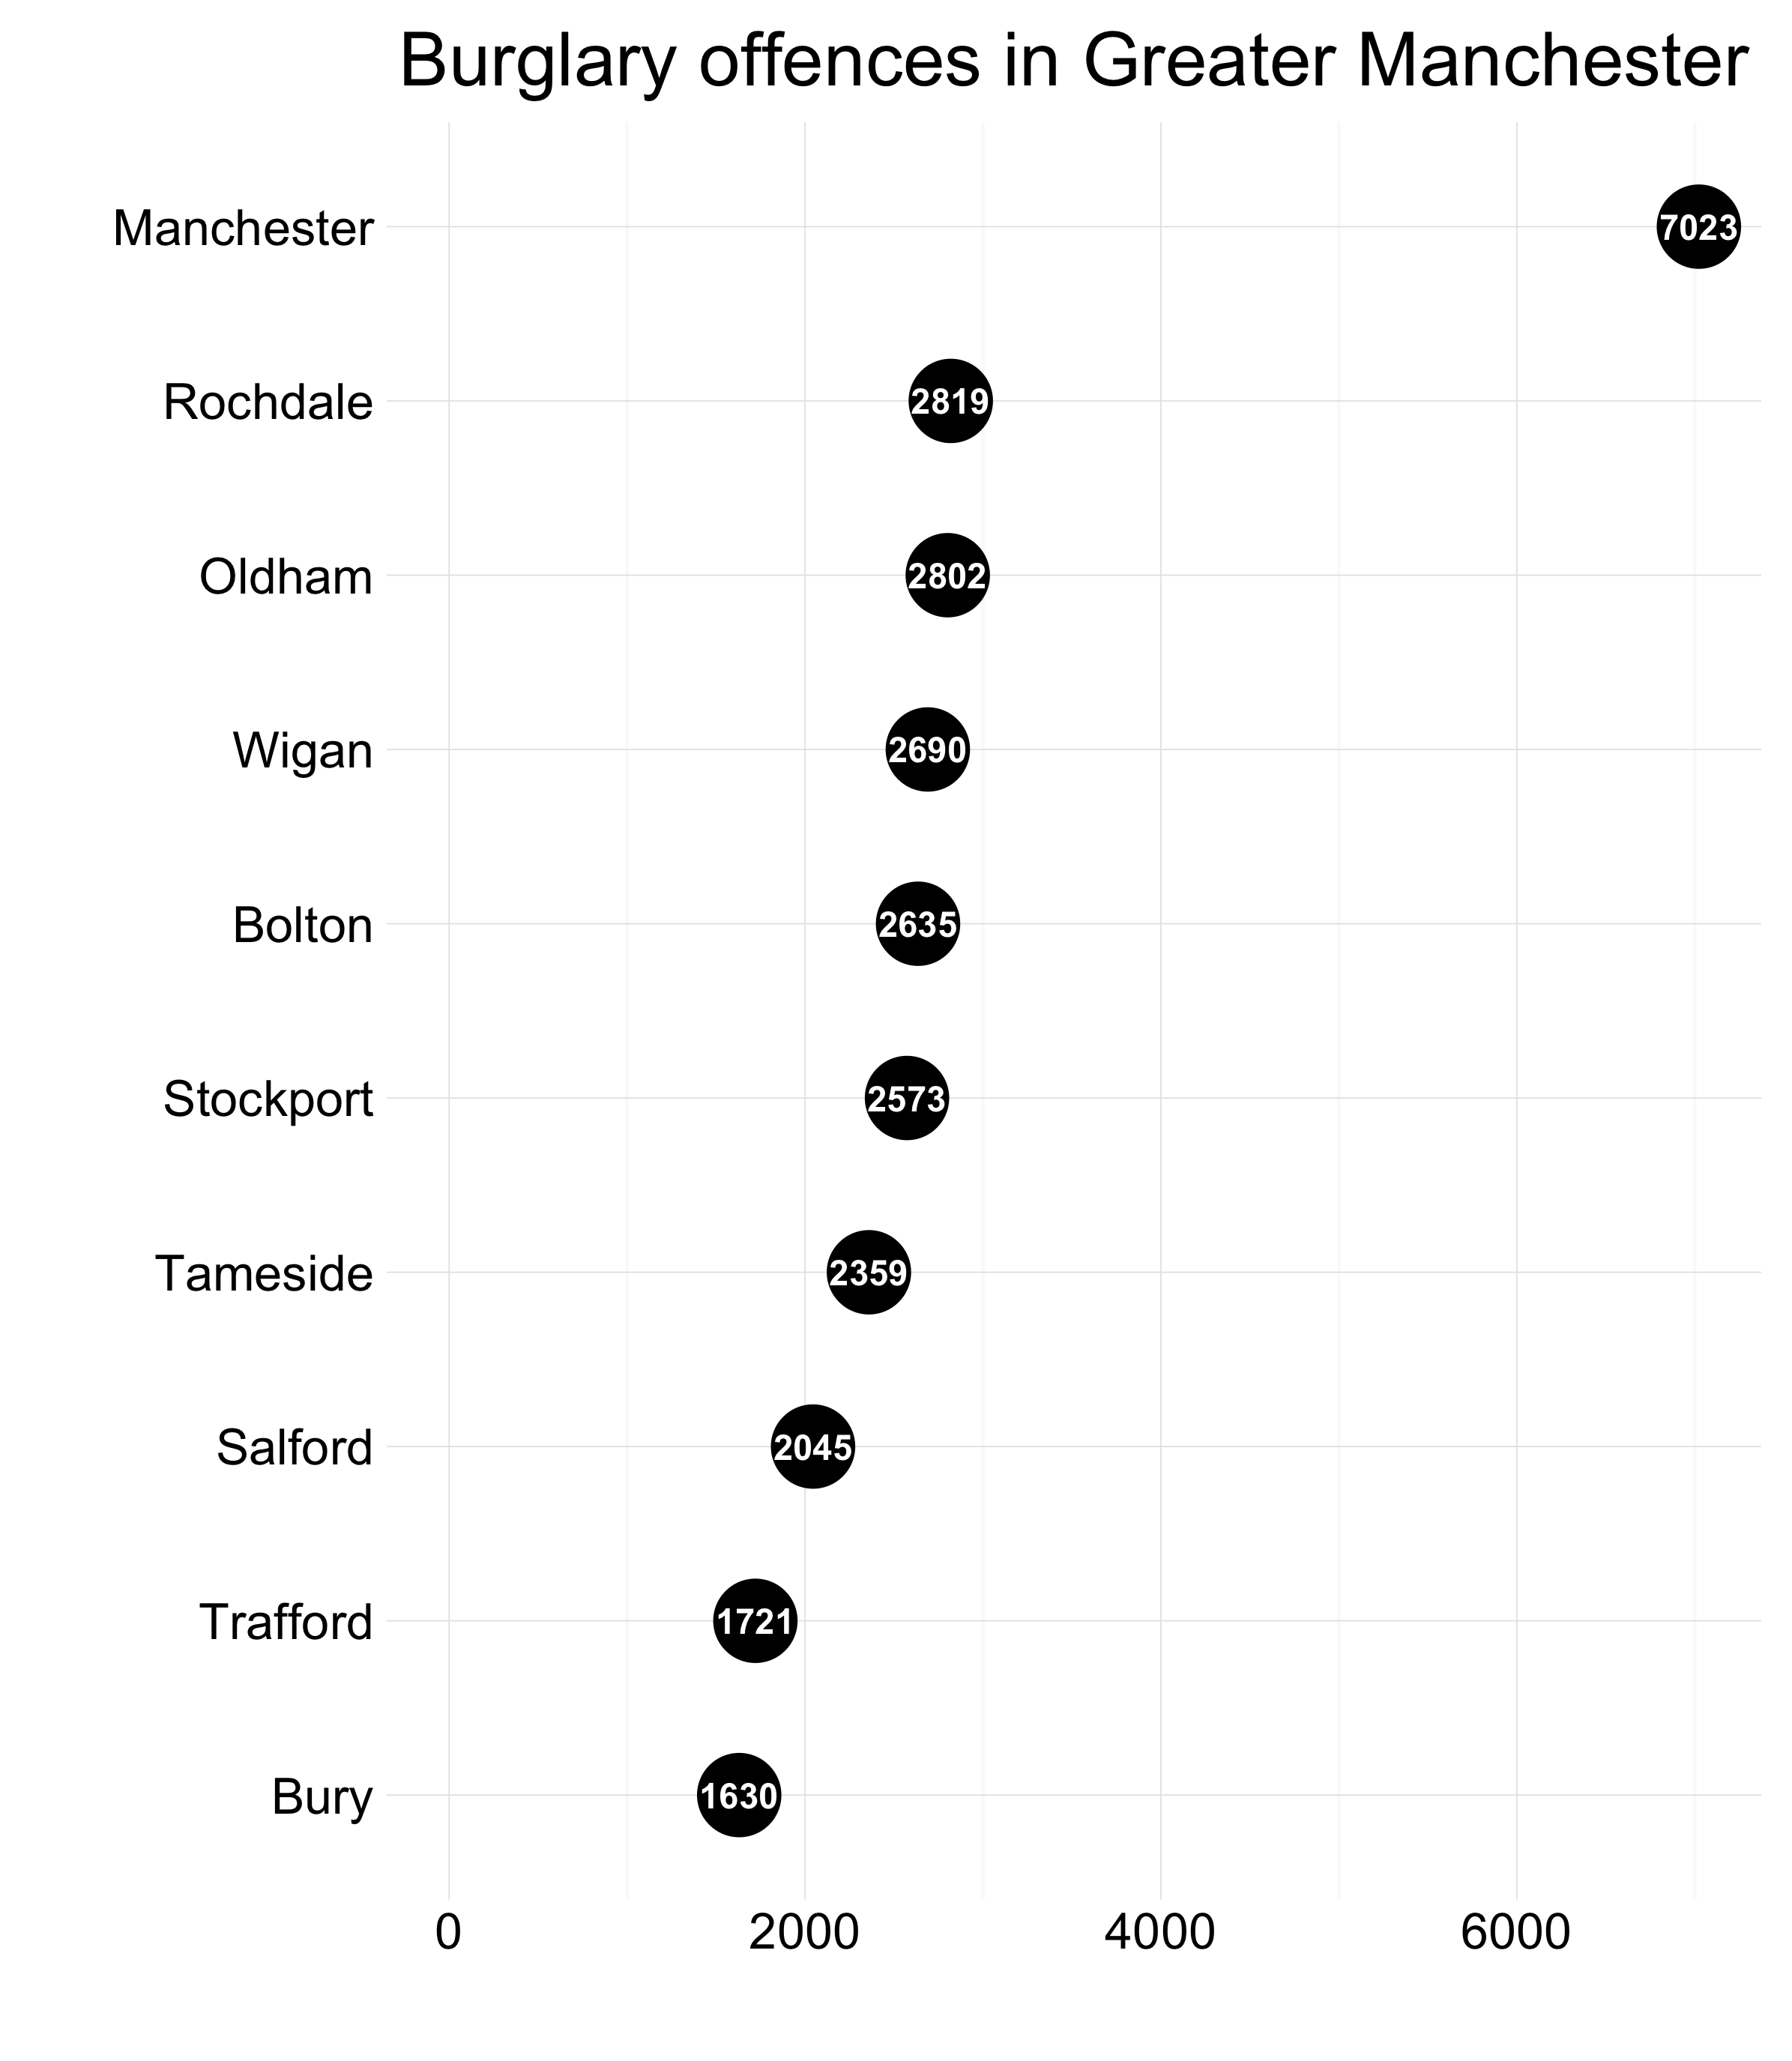 Burglary offences in Greater Manchester
Manchester 7023
Rochdale 2819
Oldham 2802
Wigan 2690
Bolton 2635
Stockport 2573
Tameside 2359
Salford 2045
Trafford 1721
Bury 1630
0 2000 4000 6000